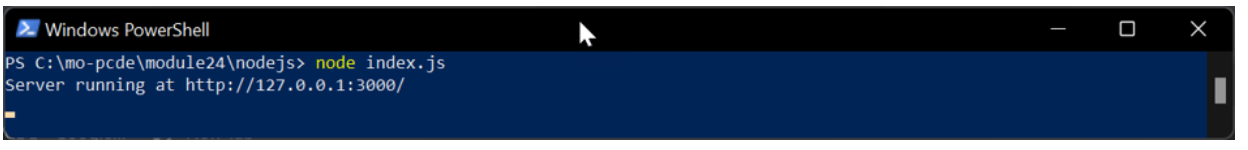 Windows PowerShell
PS C:\mo-pcde\module24\nodejs> node index.js
Server running at http://127.0.0.1:3000/